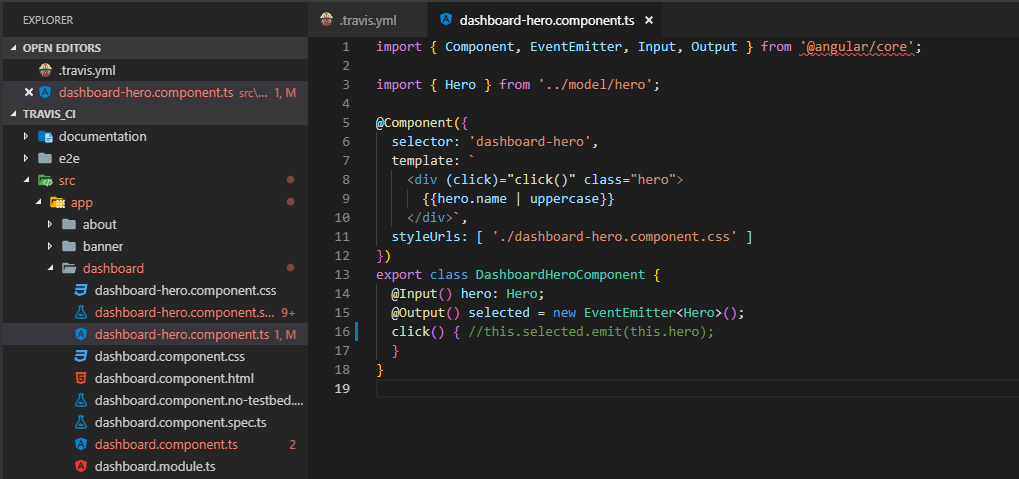 EXPLORER
OPEN EDITORS
.travis.yml
dashboard-hero.component.ts src\... 1, M
TRAVIS_CI
documentation
e2e
src
app
about
banner
dashboard
dashboard-hero.component.css
dashboard-hero.component.s... 9+
dashboard-hero.component.ts 1, M
dashboard.component.css
dashboard.component.html
dashboard.component.no-testbed....
dashboard.component.spec.ts
dashboard.component.ts 2
dashboard.module.ts
.travis.yml
dashboard-hero.component.ts
1 import { Component, EventEmitter, Input, Output } from '@angular/core';
2
3 import { Hero } from '../model/hero';
4
5 @Component({
6   selector: 'dashboard-hero',
7   template: `
8     <div (click)="click()" class="hero">
9       {{hero.name | uppercase}}
10     </div>`,
11   styleUrls: [ './dashboard-hero.component.css' ]
12 })
13 export class DashboardHeroComponent {
14   @Input() hero: Hero;
15   @Output() selected = new EventEmitter<Hero>();
16   click() { //this.selected.emit(this.hero);
17   }
18 }
19